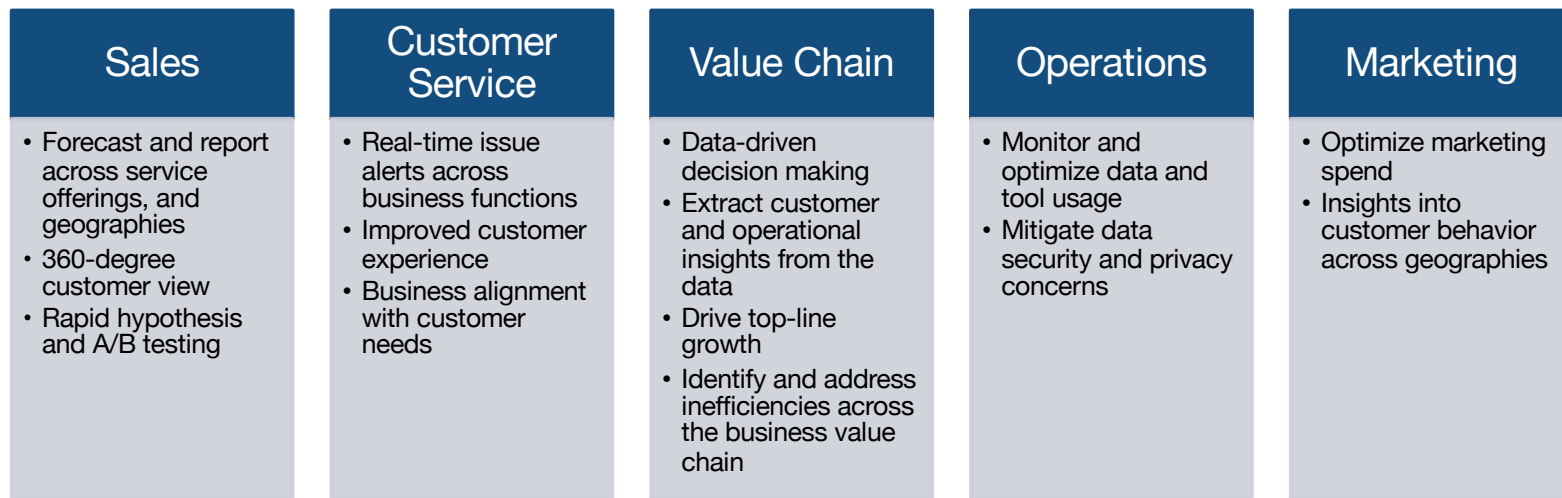 Sales
• Forecast and report
across service
offerings, and
geographies
• 360-degree
customer view
• Rapid hypothesis
and A/B testing
Customer
Service
• Real-time issue
alerts across
business functions
• Improved customer
experience
• Business alignment
with customer
needs
Value Chain
• Data-driven
decision making
• Extract customer
and operational
insights from the
data
• Drive top-line
growth
• Identify and address
inefficiencies across
the business value
chain
Operations
• Monitor and
optimize data and
tool usage
• Mitigate data
security and privacy
concerns
Marketing
• Optimize marketing
spend
• Insights into
customer behavior
across geographies